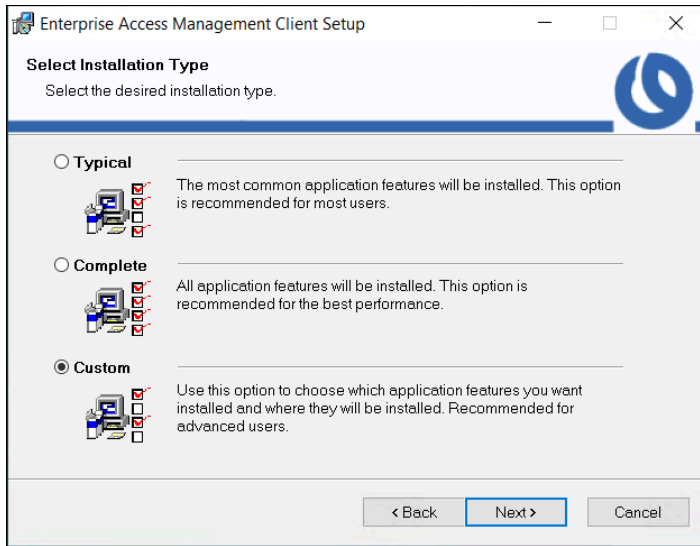 Enterprise Access Management Client Setup
Select Installation Type
Select the desired installation type.
Typical
The most common application features will be installed. This option
is recommended for most users.
Complete
All application features will be installed. This option is
recommended for the best performance.
Custom
Use this option to choose which application features you want
installed and where they will be installed. Recommended for
advanced users.
< Back Next > Cancel